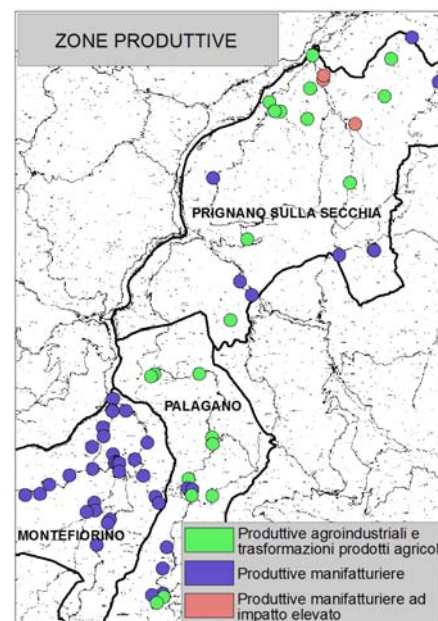 ZONE PRODUTTIVE
PRIGNANO SULLA SECCHIA
PALAGANO
MONTEFIORINO
Produttive agroindustriali e
trasformazioni prodotti agricol
Produttive manifatturiere
Produttive manifatturiere ad
impatto elevato